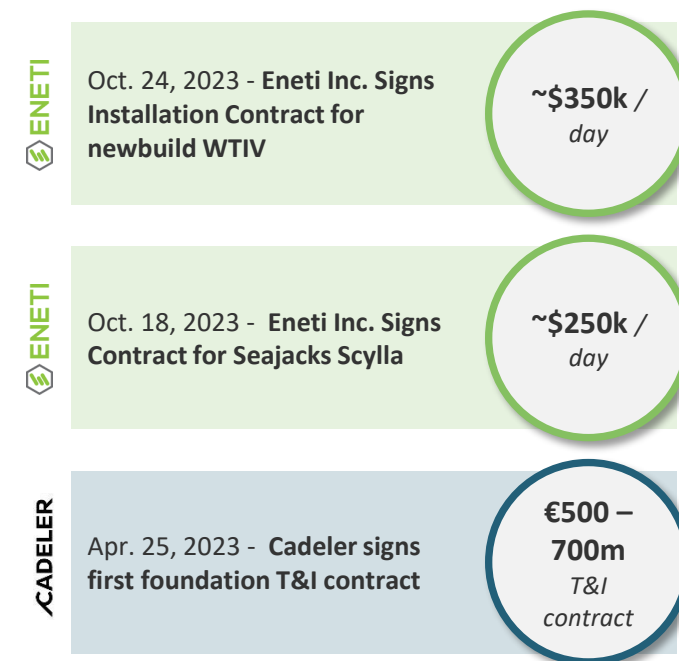 ENETI
Oct. 24, 2023 - Eneti Inc. Signs
Installation Contract for
newbuild WTIV
~$350k /
day
ENETI
Oct. 18, 2023 - Eneti Inc. Signs
Contract for Seajacks Scylla
~$250k /
day
CADELER
Apr. 25, 2023 - Cadeler signs
first foundation T&I contract
€500 –
700m
T&I
contract